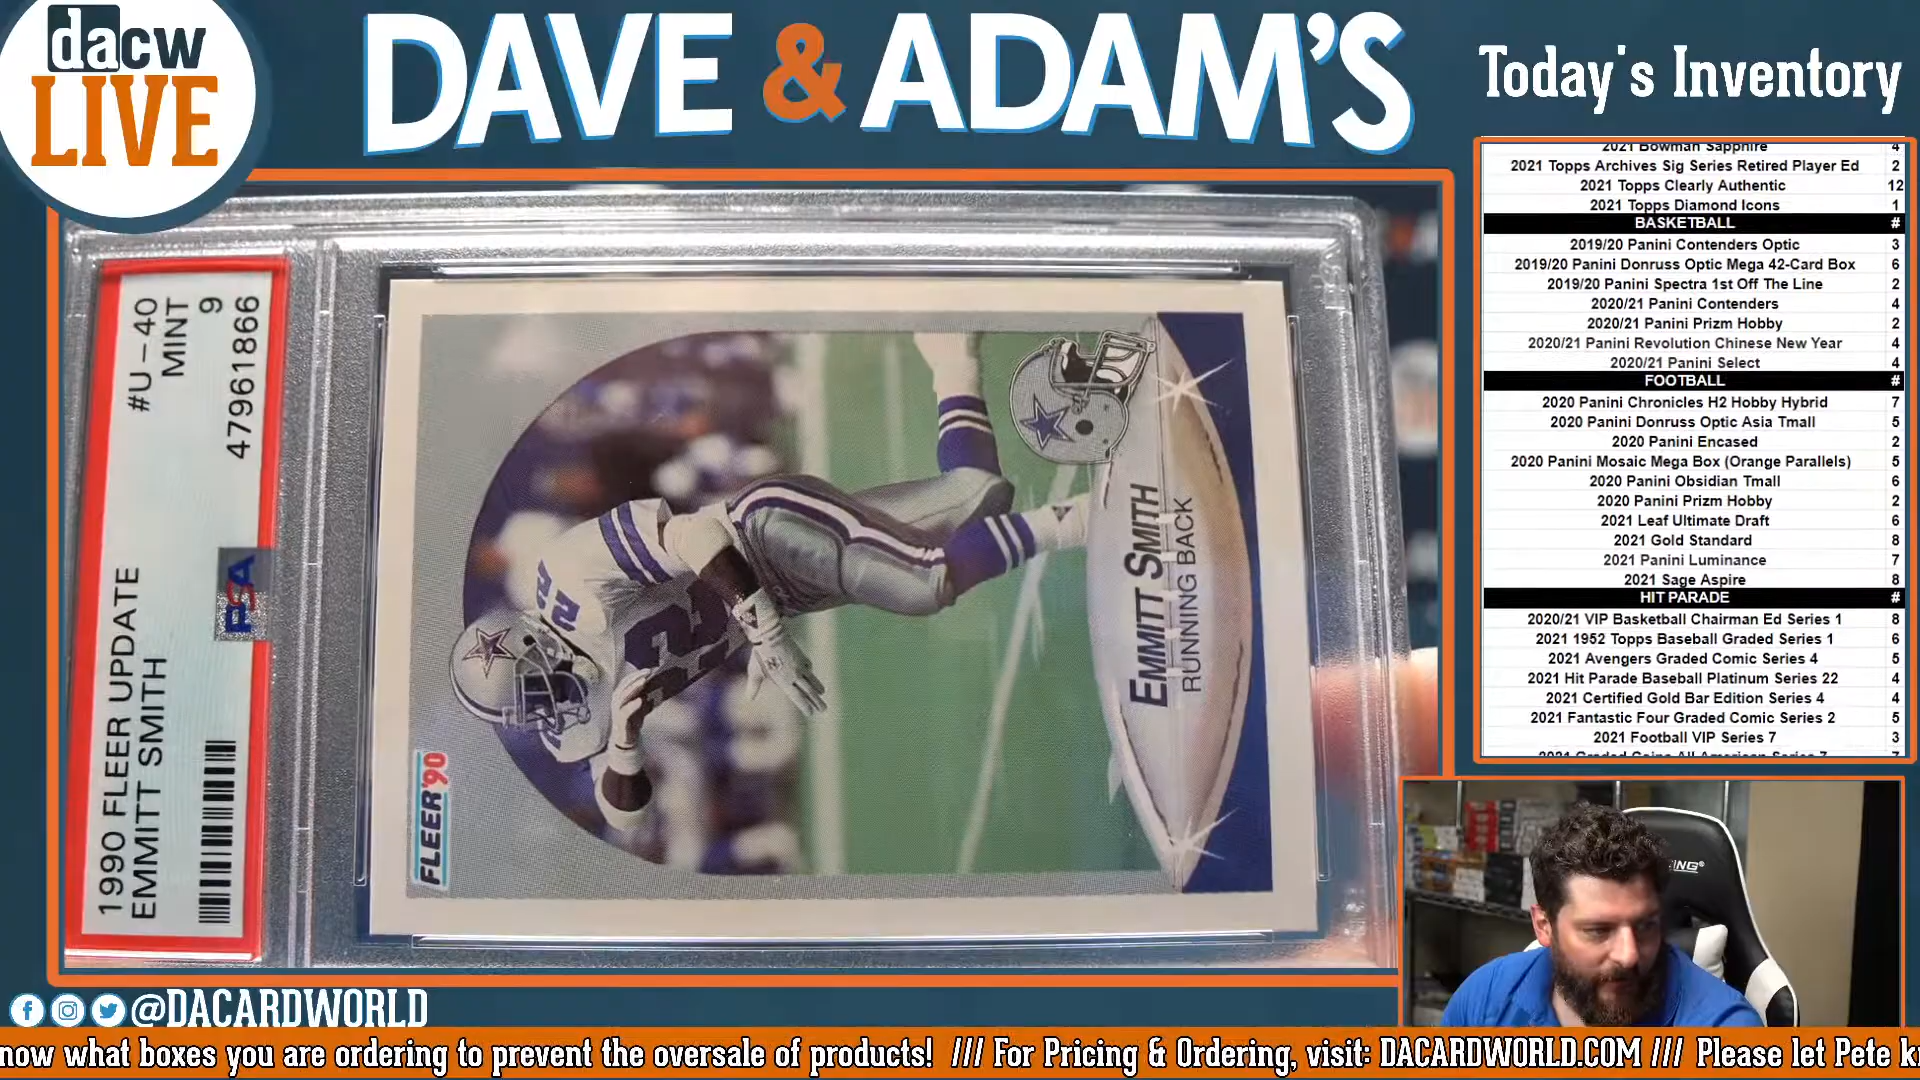 dacw
LIVE
DAVE & ADAM'S
Today's Inventory
2021 Bowman Sapphire 4
2021 Topps Archives Sig Series Retired Player Ed 2
2021 Topps Clearly Authentic 12
2021 Topps Diamond Icons 1
BASKETBALL #
2019/20 Panini Contenders Optic 3
2019/20 Panini Donruss Optic Mega 42-Card Box 6
2019/20 Panini Spectra 1st Off The Line 2
2020/21 Panini Contenders 4
2020/21 Panini Prizm Hobby 2
2020/21 Panini Revolution Chinese New Year 4
2020/21 Panini Select 4
FOOTBALL #
2020 Panini Chronicles H2 Hobby Hybrid 7
2020 Panini Donruss Optic Asia Tmall 5
2020 Panini Encased 2
2020 Panini Mosaic Mega Box (Orange Parallels) 5
2020 Panini Obsidian Tmall 6
2020 Panini Prizm Hobby 2
2021 Leaf Ultimate Draft 6
2021 Gold Standard 8
2021 Panini Luminance 7
2021 Sage Aspire 8
HIT PARADE #
2020/21 VIP Basketball Chairman Ed Series 1 8
2021 1952 Topps Baseball Graded Series 1 6
2021 Avengers Graded Comic Series 4 5
2021 Hit Parade Baseball Platinum Series 22 4
2021 Certified Gold Bar Edition Series 4 4
2021 Fantastic Four Graded Comic Series 2 5
2021 Football VIP Series 7 3
1990 FLEER UPDATE #U-40
EMMITT SMITH MINT
PSA 9
47961866
FLEER'90
22
22
EMMITT SMITH
RUNNING BACK
@DACARDWORLD
now what boxes you are ordering to prevent the oversale of products! /// For Pricing & Ordering, visit: DACARDWORLD.COM /// Please let Pete k